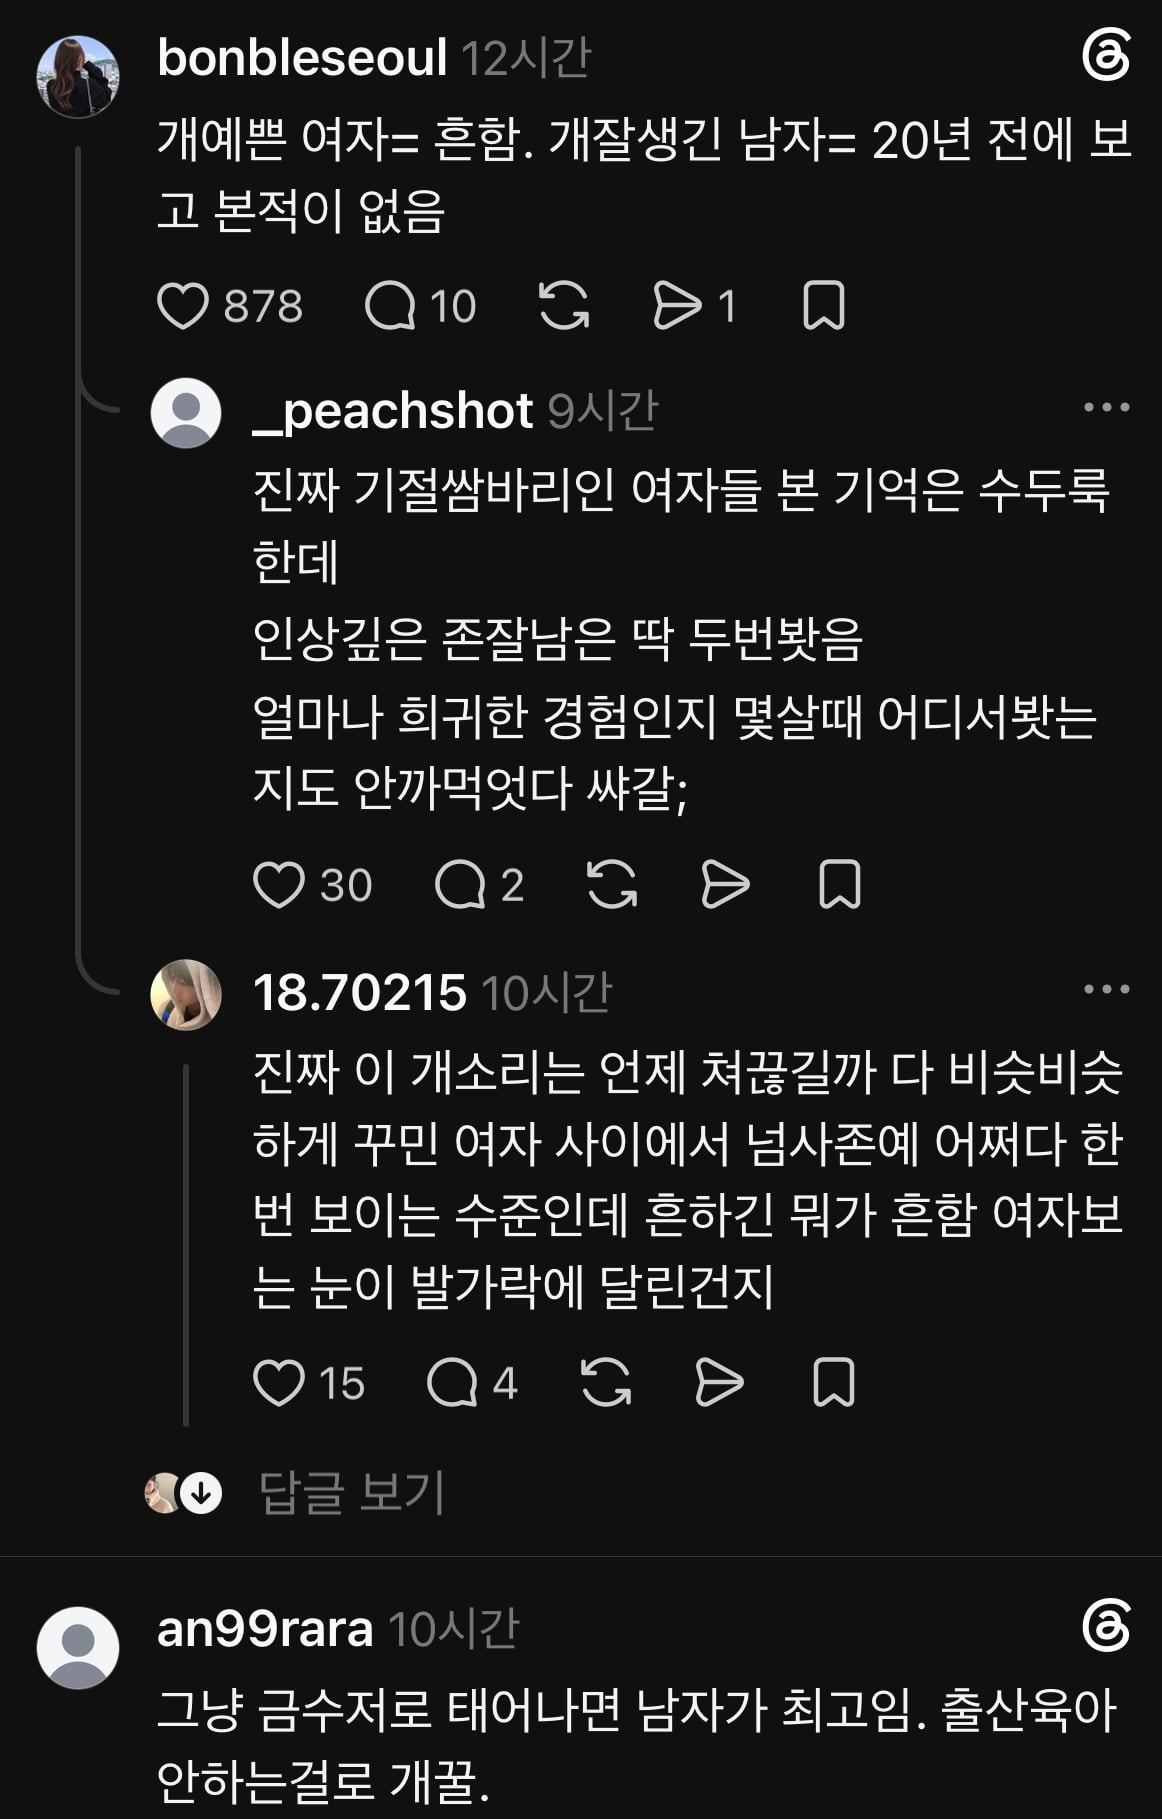 bonbleseoul 12시간
개예쁜 여자= 흔함. 개잘생긴 남자= 20년 전에 보
고 본적이 없음
878 10 1
_peachshot 9시간
진짜 기절쌈바리인 여자들 본 기억은 수두룩
한데
인상깊은 존잘남은 딱 두번봣음
얼마나 희귀한 경험인지 몇살때 어디서봣는
지도 안까먹엇다 쌰갈;
30 2
18.70215 10시간
진짜 이 개소리는 언제 쳐끊길까 다 비슷비슷
하게 꾸민 여자 사이에서 넘사존예 어쩌다 한
번 보이는 수준인데 흔하긴 뭐가 흔함 여자보
는 눈이 발가락에 달린건지
15 4
답글 보기
an99rara 10시간
그냥 금수저로 태어나면 남자가 최고임. 출산육아
안하는걸로 개꿀.